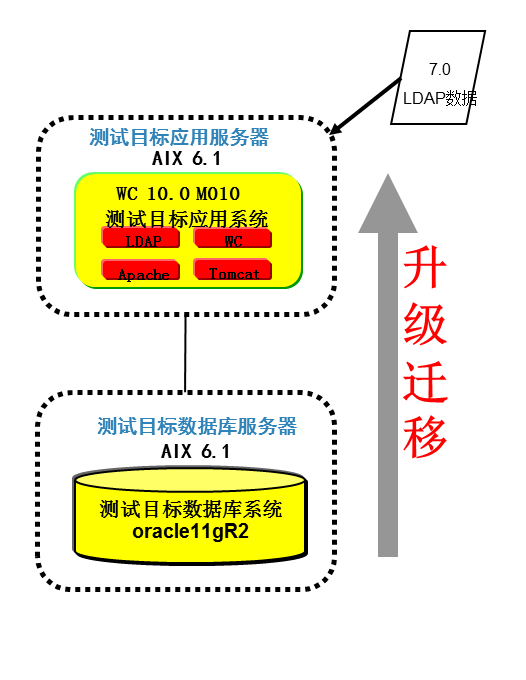 7.0
LDAP数据
测试目标应用服务器
AIX 6.1
WC 10.0 M010
测试目标应用系统
LDAP
WC
Apache
Tomcat
升级迁移
测试目标数据库服务器
AIX 6.1
测试目标数据库系统
oracle11gR2